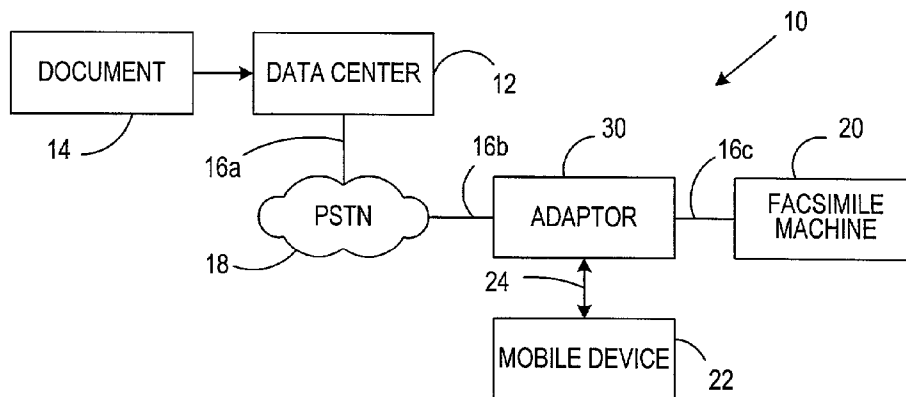 10
DOCUMENT
DATA CENTER
12
14
16a
30
20
16b
16c
PSTN
ADAPTOR
FACSIMILE
MACHINE
18
24
MOBILE DEVICE
22